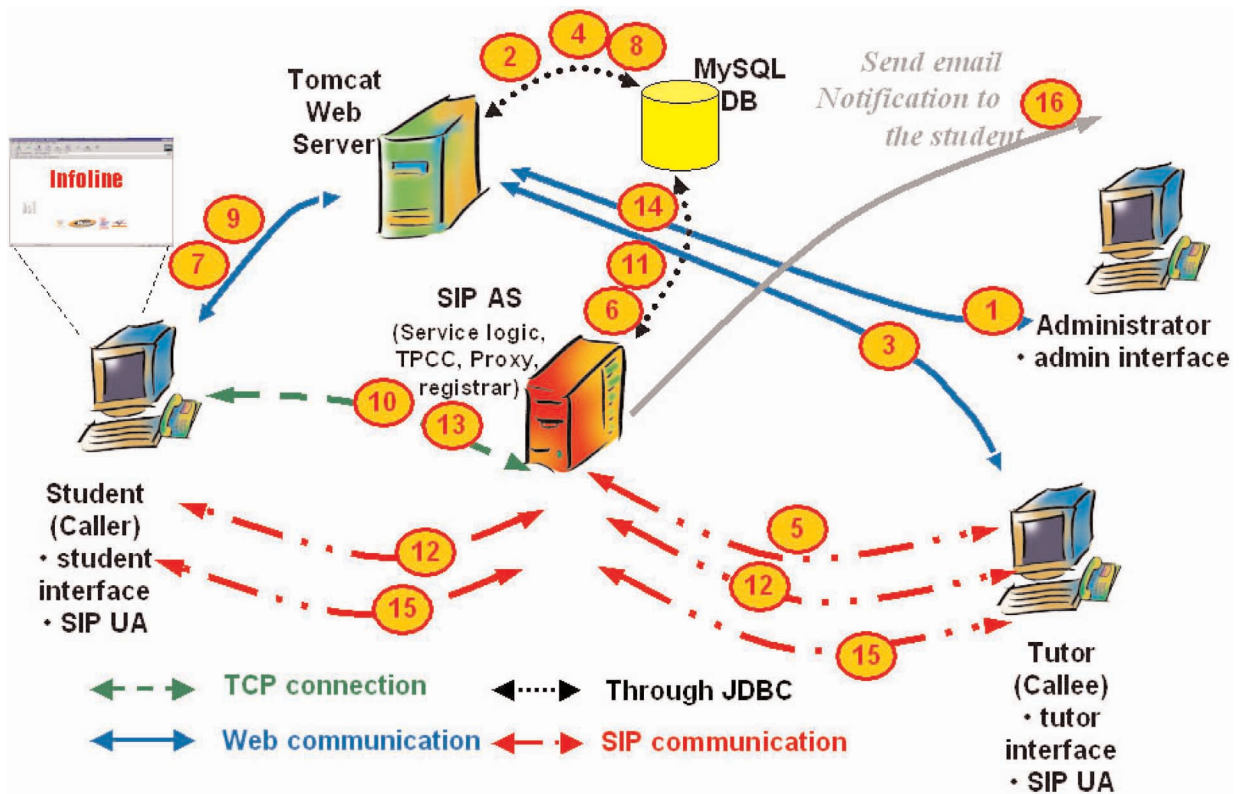 2
4
8
Tomcat
Web
Server
MySQL
DB
Send email
Notification to
the student
16
Infoline
9
7
14
11
6
SIP AS
(Service logic,
TPCC, Proxy,
registrar)
1
3
Administrator
• admin interface
10
13
Student
(Caller)
• student
interface
• SIP UA
12
15
5
12
15
Tutor
(Callee)
• tutor
interface
• SIP UA
TCP connection
Through JDBC
Web communication
SIP communication